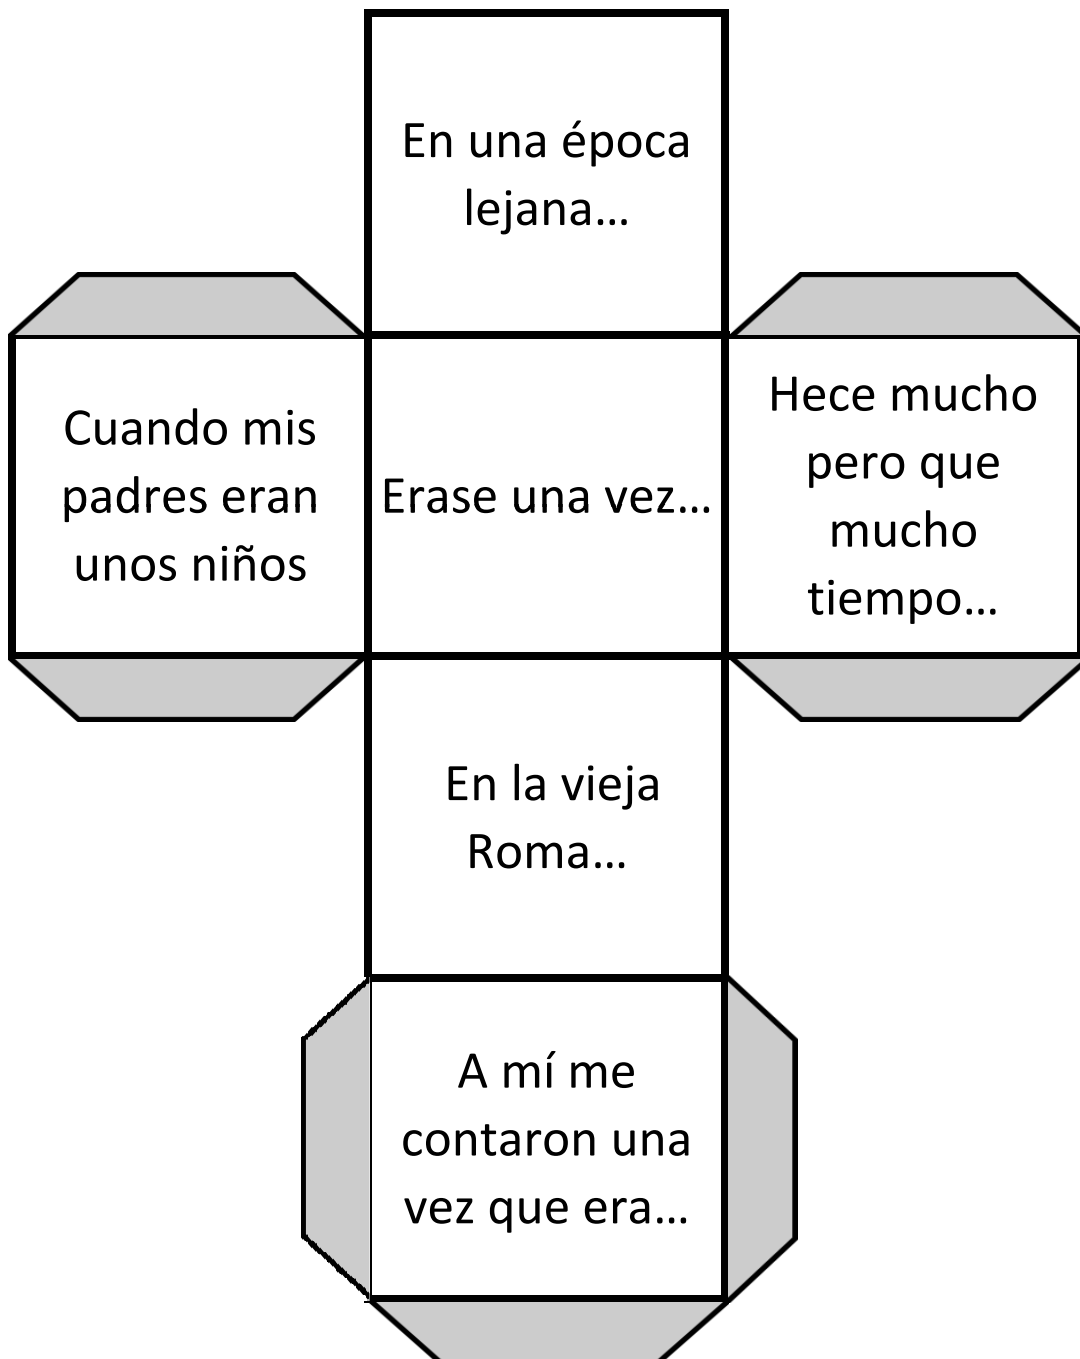 En una época
lejana...
Cuando mis
padres eran
unos niños
Erase una vez...
Hece mucho
pero que
mucho
tiempo...
En la vieja
Roma...
A mí me
contaron una
vez que era...